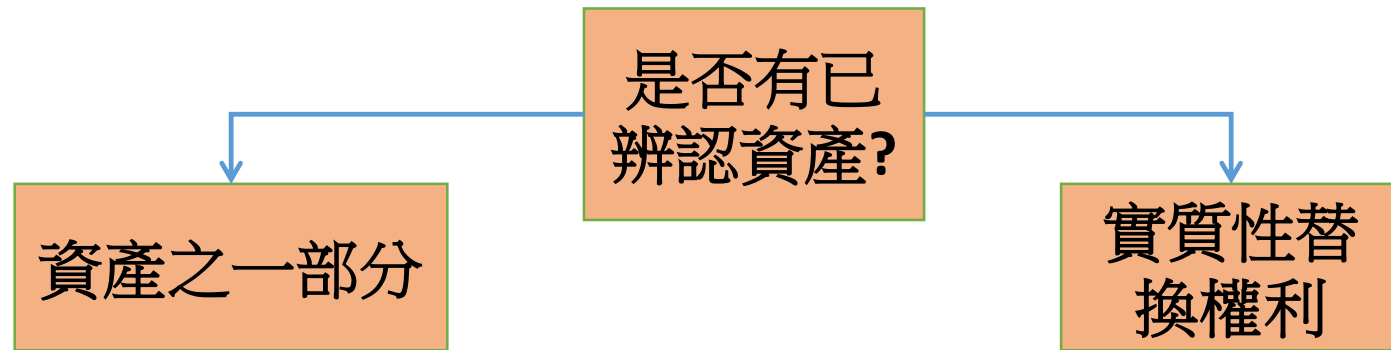 是否有已
辨認資產?
資產之一部分
實質性替
換權利